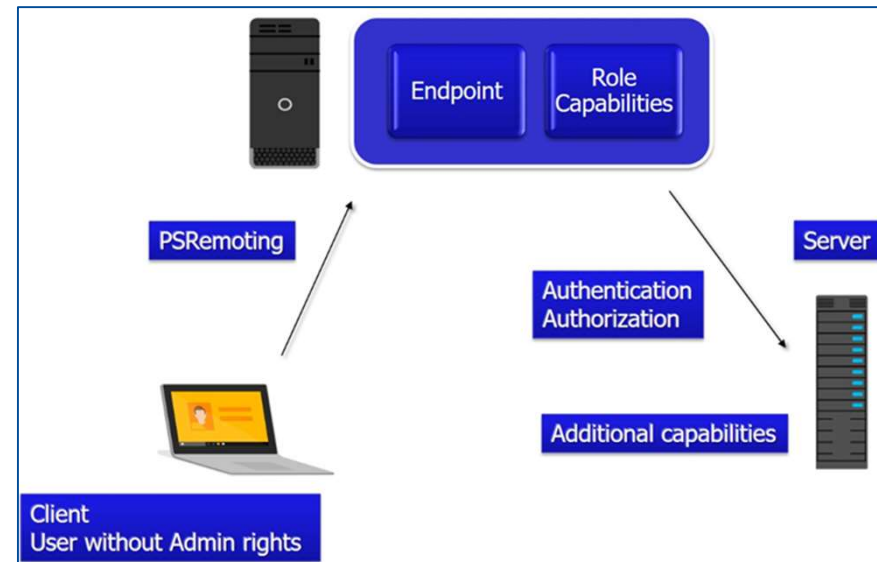 Endpoint
Role
Capabilities
PSRemoting
Server
Authentication
Authorization
Additional capabilities
Client
User without Admin rights